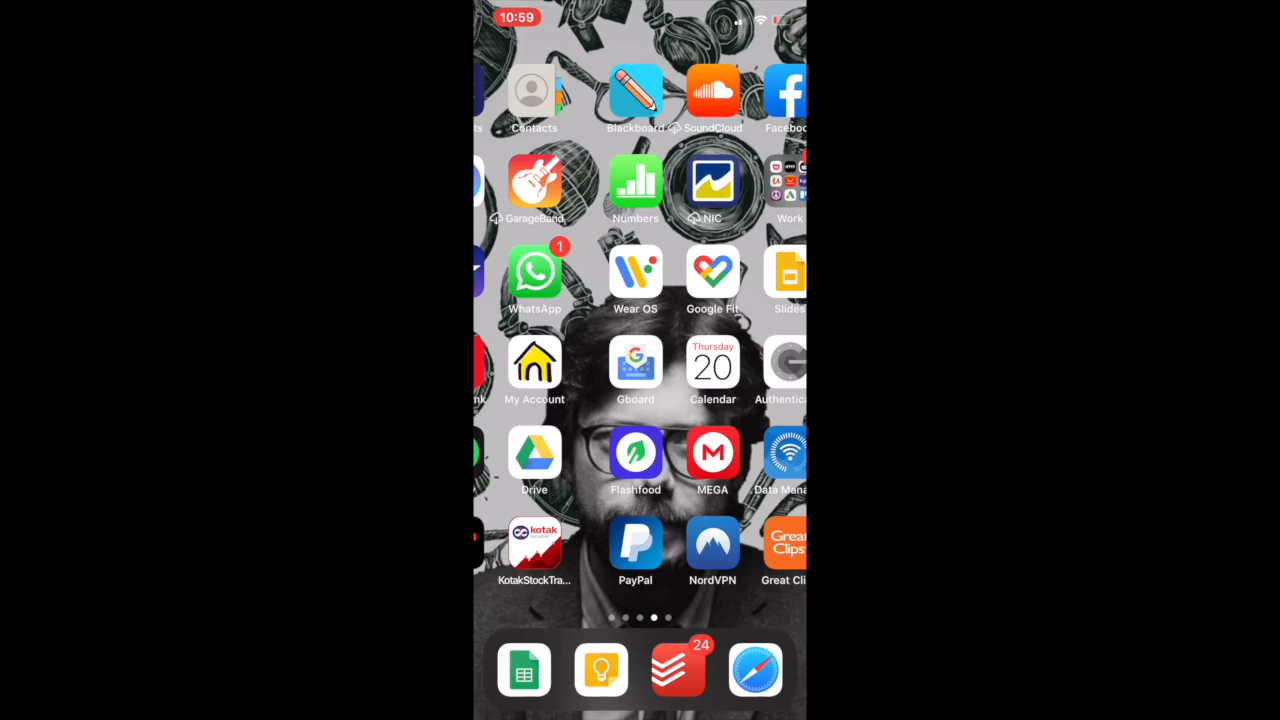 10:59
ts
Contacts
Blackboard
SoundCloud
Faceboo
GarageBand
Numbers
NIC
Work
1
WhatsApp
Wear OS
Google Fit
Slides
Thursday
20
nk
My Account
Gboard
Calendar
Authentica
Drive
Flashfood
MEGA
Data Mana
kotak
Great
Clips
KotakStockTra...
PayPal
NordVPN
Great Cli
24